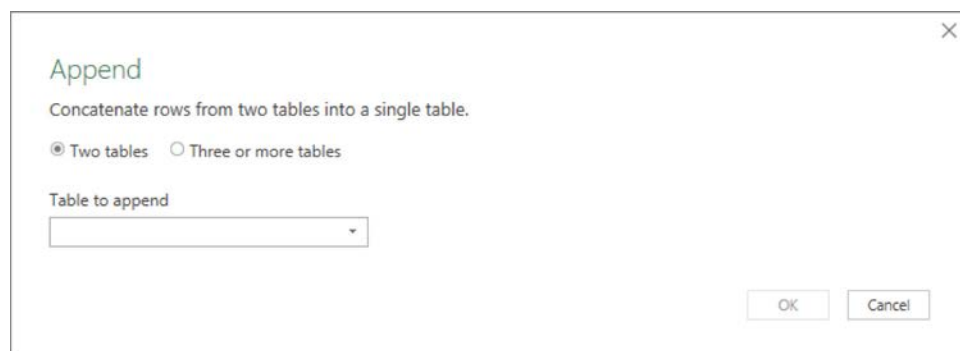 Append
Concatenate rows from two tables into a single table.
Two tables Three or more tables
Table to append
OK Cancel